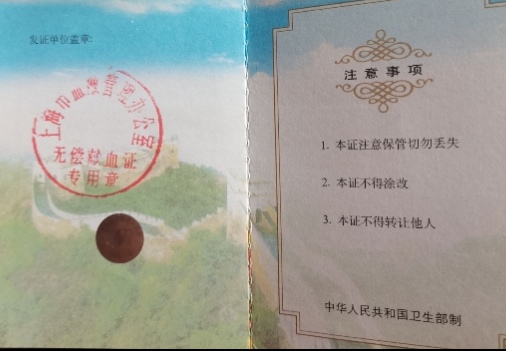 发证单位盖章:
上海市血液管理办公室
无偿献血证
专用章
注意事项
1. 本证注意保管切勿丢失
2. 本证不得涂改
3. 本证不得转让他人
中华人民共和国卫生部制